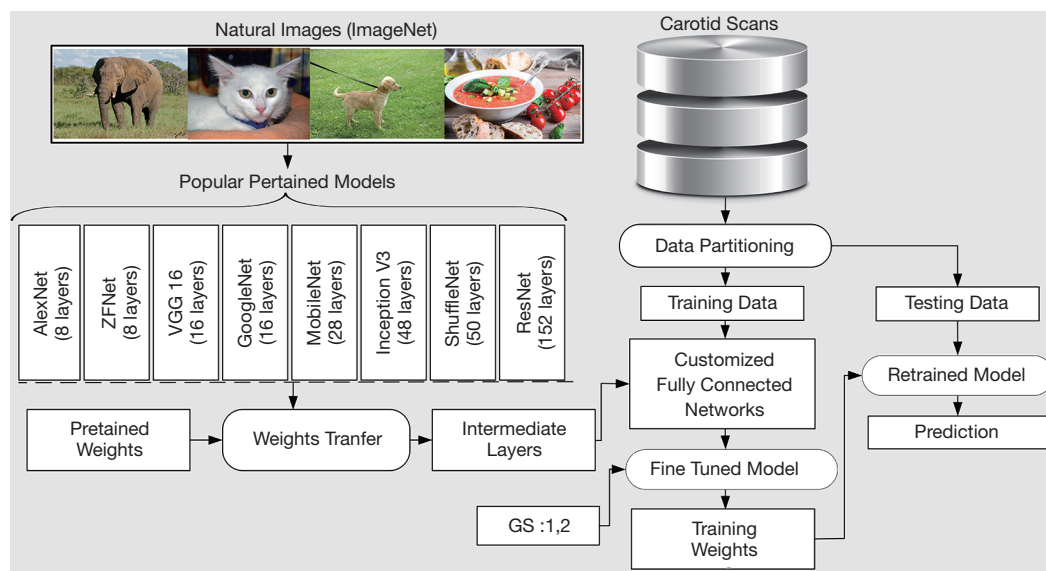 Natural Images (ImageNet)
Carotid Scans
Popular Pertained Models
AlexNet
(8 layers)
ZFNet
(8 layers)
VGG 16
(16 layers)
GoogleNet
(16 layers)
MobileNet
(28 layers)
Inception V3
(48 layers)
ShuffleNet
(50 layers)
ResNet
(152 layers)
Data Partitioning
Training Data
Testing Data
Customized
Fully Connected
Networks
Retrained Model
Pretained
Weights
Weights Tranfer
Intermediate
Layers
Prediction
Fine Tuned Model
GS :1,2
Training
Weights